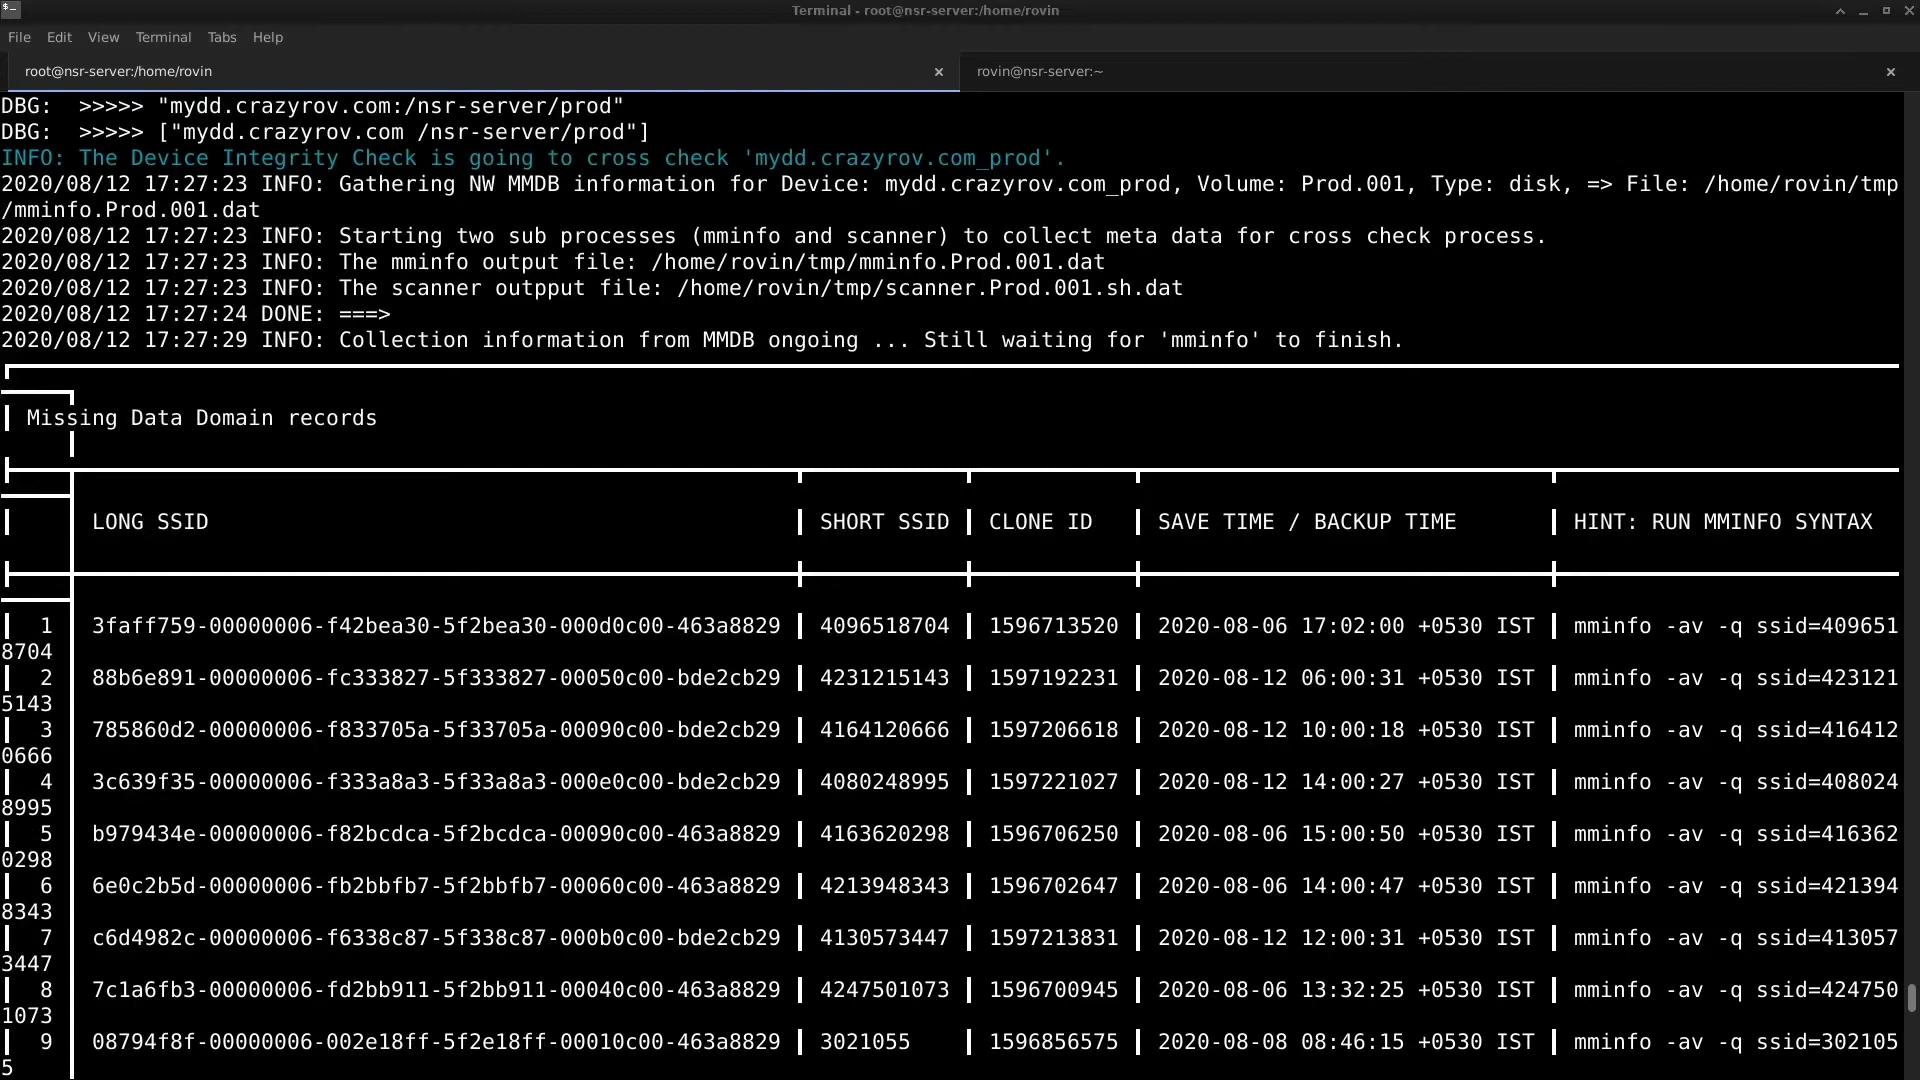 Terminal - root@nsr-server:/home/rovin
File Edit View Terminal Tabs Help
root@nsr-server:/home/rovin × rovin@nsr-server:~ ×
DBG:  >>>>> "mydd.crazyrov.com:/nsr-server/prod"
DBG:  >>>>> ["mydd.crazyrov.com /nsr-server/prod"]
INFO: The Device Integrity Check is going to cross check 'mydd.crazyrov.com_prod'.
2020/08/12 17:27:23 INFO: Gathering NW MMDB information for Device: mydd.crazyrov.com_prod, Volume: Prod.001, Type: disk, => File: /home/rovin/tmp
/mminfo.Prod.001.dat
2020/08/12 17:27:23 INFO: Starting two sub processes (mminfo and scanner) to collect meta data for cross check process.
2020/08/12 17:27:23 INFO: The mminfo output file: /home/rovin/tmp/mminfo.Prod.001.dat
2020/08/12 17:27:23 INFO: The scanner outpput file: /home/rovin/tmp/scanner.Prod.001.sh.dat
2020/08/12 17:27:24 DONE: ===>
2020/08/12 17:27:29 INFO: Collection information from MMDB ongoing ... Still waiting for 'mminfo' to finish.
Missing Data Domain records
LONG SSID | SHORT SSID | CLONE ID | SAVE TIME / BACKUP TIME | HINT: RUN MMINFO SYNTAX
| 1 | 3faff759-00000006-f42bea30-5f2bea30-000d0c00-463a8829 | 4096518704 | 1596713520 | 2020-08-06 17:02:00 +0530 IST | mminfo -av -q ssid=409651
8704
| 2 | 88b6e891-00000006-fc333827-5f333827-00050c00-bde2cb29 | 4231215143 | 1597192231 | 2020-08-12 06:00:31 +0530 IST | mminfo -av -q ssid=423121
5143
| 3 | 785860d2-00000006-f833705a-5f33705a-00090c00-bde2cb29 | 4164120666 | 1597206618 | 2020-08-12 10:00:18 +0530 IST | mminfo -av -q ssid=416412
0666
| 4 | 3c639f35-00000006-f333a8a3-5f33a8a3-000e0c00-bde2cb29 | 4080248995 | 1597221027 | 2020-08-12 14:00:27 +0530 IST | mminfo -av -q ssid=408024
8995
| 5 | b979434e-00000006-f82bcdca-5f2bcdca-00090c00-463a8829 | 4163620298 | 1596706250 | 2020-08-06 15:00:50 +0530 IST | mminfo -av -q ssid=416362
0298
| 6 | 6e0c2b5d-00000006-fb2bbfb7-5f2bbfb7-00060c00-463a8829 | 4213948343 | 1596702647 | 2020-08-06 14:00:47 +0530 IST | mminfo -av -q ssid=421394
8343
| 7 | c6d4982c-00000006-f6338c87-5f338c87-000b0c00-bde2cb29 | 4130573447 | 1597213831 | 2020-08-12 12:00:31 +0530 IST | mminfo -av -q ssid=413057
3447
| 8 | 7c1a6fb3-00000006-fd2bb911-5f2bb911-00040c00-463a8829 | 4247501073 | 1596700945 | 2020-08-06 13:32:25 +0530 IST | mminfo -av -q ssid=424750
1073
| 9 | 08794f8f-00000006-002e18ff-5f2e18ff-00010c00-463a8829 | 3021055 | 1596856575 | 2020-08-08 08:46:15 +0530 IST | mminfo -av -q ssid=302105
5